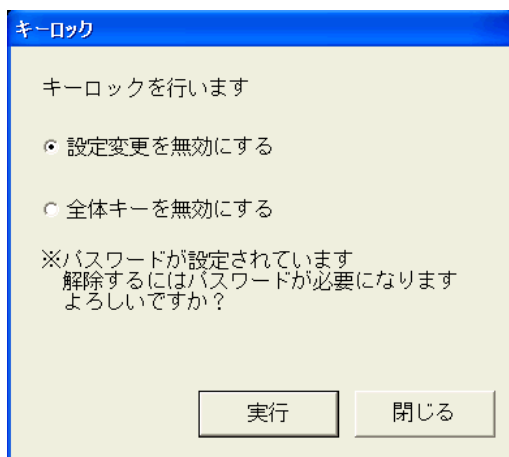 キーロック
キーロックを行います
設定変更を無効にする
全体キーを無効にする
※パスワードが設定されています
解除するにはパスワードが必要になります
よろしいですか？
実行
閉じる